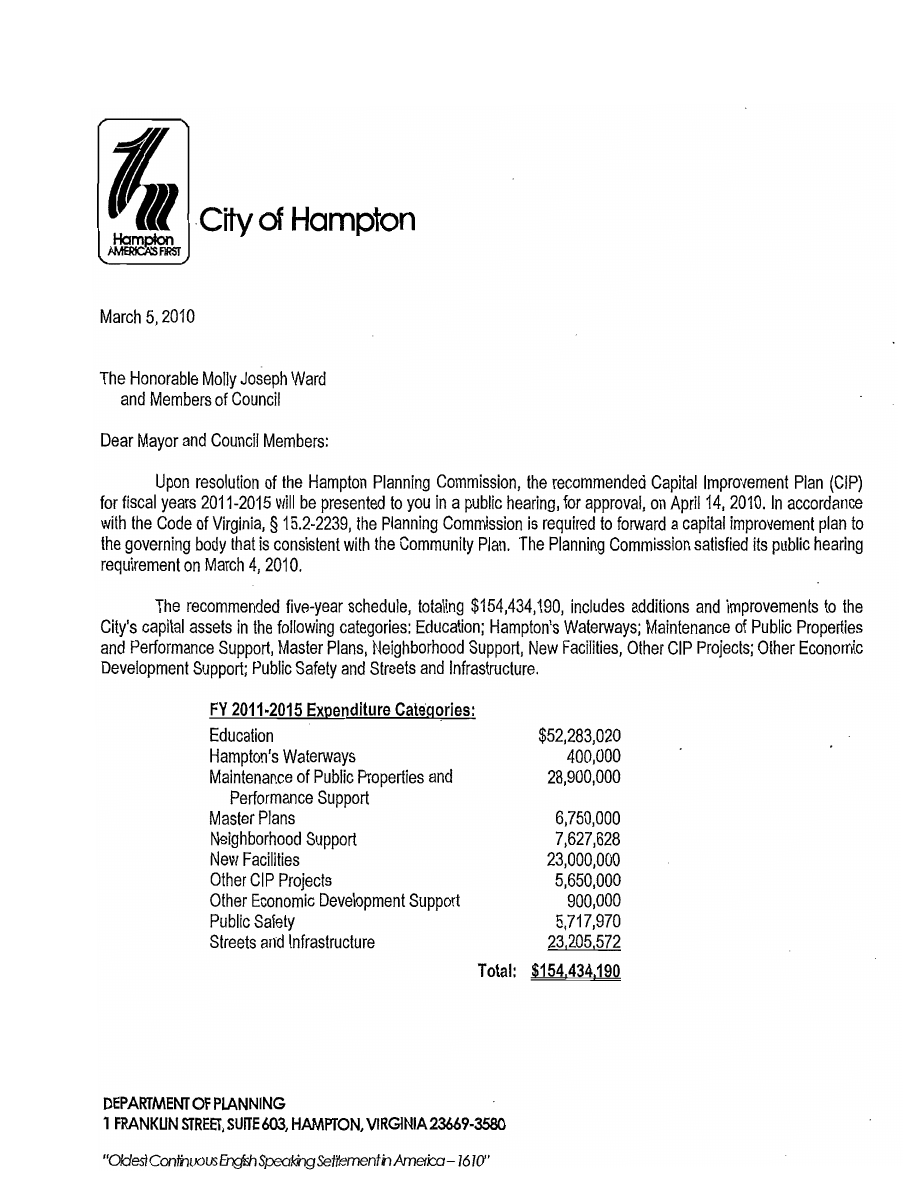 Hampton
AMERICA'S FIRST
City of Hampton
March 5, 2010
The Honorable Molly Joseph Ward
and Members of Council
Dear Mayor and Council Members:
Upon resolution of the Hampton Planning Commission, the recommended Capital Improvement Plan (CIP)
for fiscal years 2011-2015 will be presented to you in a public hearing, for approval, on April 14, 2010. In accordance
with the Code of Virginia, § 15.2-2239, the Planning Commission is required to forward a capital improvement plan to
the governing body that is consistent with the Community Plan. The Planning Commission satisfied its public hearing
requirement on March 4, 2010.
The recommended five-year schedule, totaling $154,434,190, includes additions and improvements to the
City's capital assets in the following categories: Education; Hampton's Waterways; Maintenance of Public Properties
and Performance Support, Master Plans, Neighborhood Support, New Facilities, Other CIP Projects; Other Economic
Development Support; Public Safety and Streets and Infrastructure.
FY 2011-2015 Expenditure Categories:
Education $52,283,020
Hampton's Waterways 400,000
Maintenance of Public Properties and 28,900,000
Performance Support
Master Plans 6,750,000
Neighborhood Support 7,627,628
New Facilities 23,000,000
Other CIP Projects 5,650,000
Other Economic Development Support 900,000
Public Safety 5,717,970
Streets and Infrastructure 23,205,572
Total: $154,434,190
DEPARTMENT OF PLANNING
1 FRANKLIN STREET, SUITE 603, HAMPTON, VIRGINIA 23669-3580
"Oldest Continuous English Speaking Settlement in America – 1610"